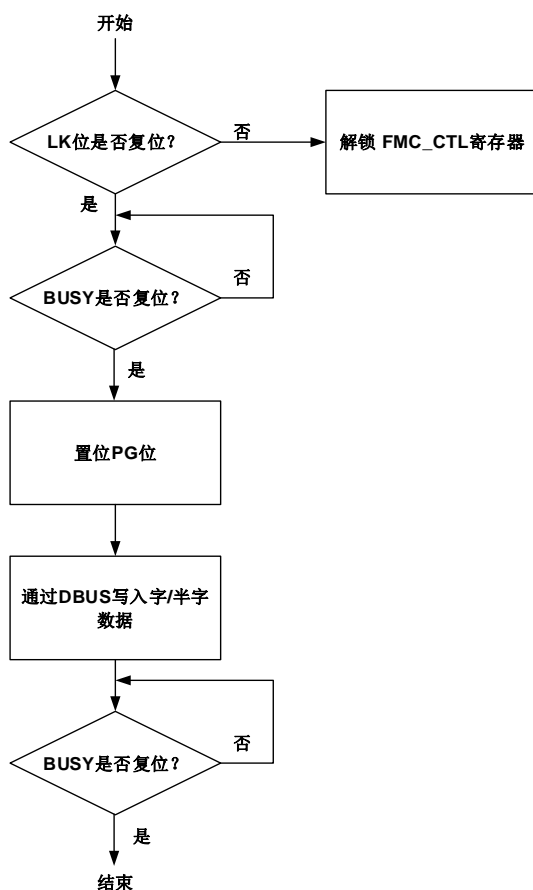 开始
LK位是否复位?
否
解锁 FMC_CTL寄存器
是
BUSY是否复位?
否
是
置位PG位
通过DBUS写入字/半字
数据
BUSY是否复位?
否
是
结束